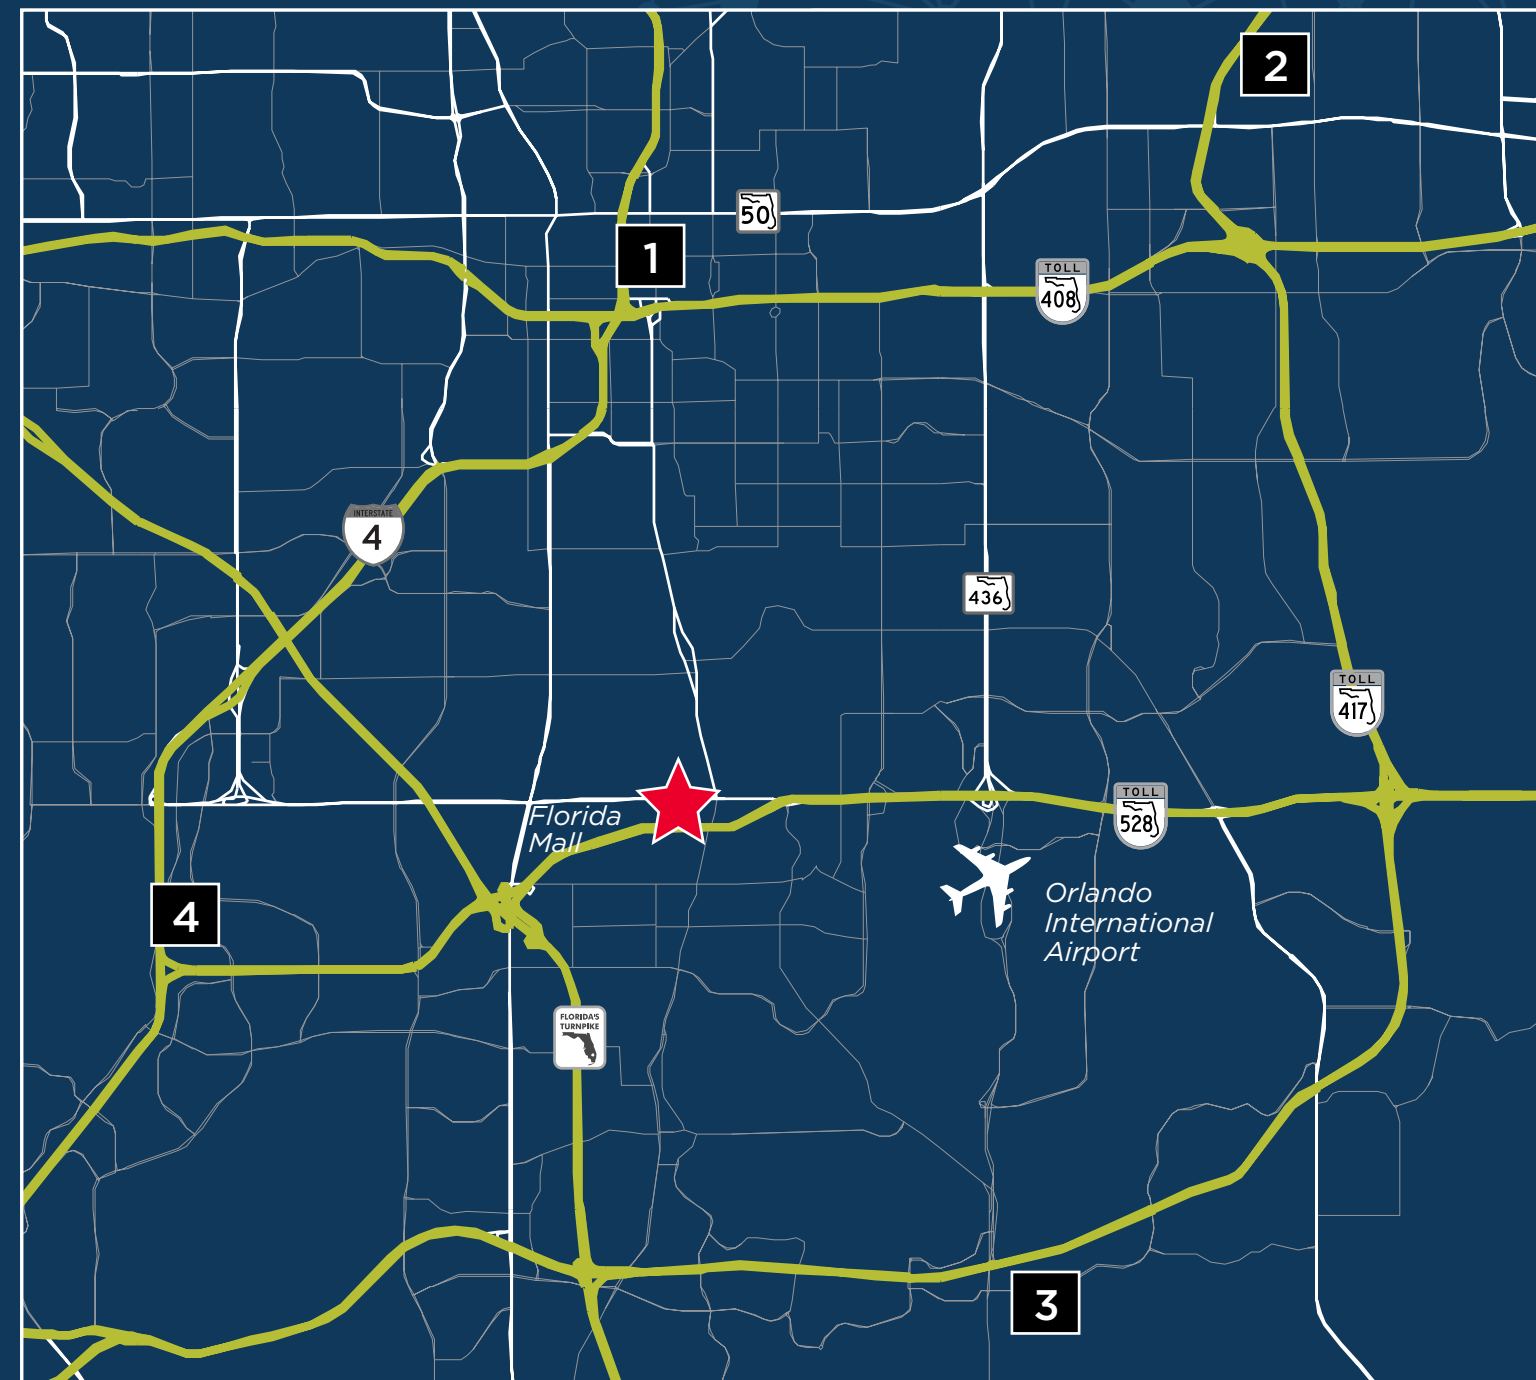 2
50
1
TOLL
408
INTERSTATE
4
436
TOLL
417
Florida
Mall
TOLL
528
4
Orlando
International
Airport
FLORIDA'S
TURNPIKE
3